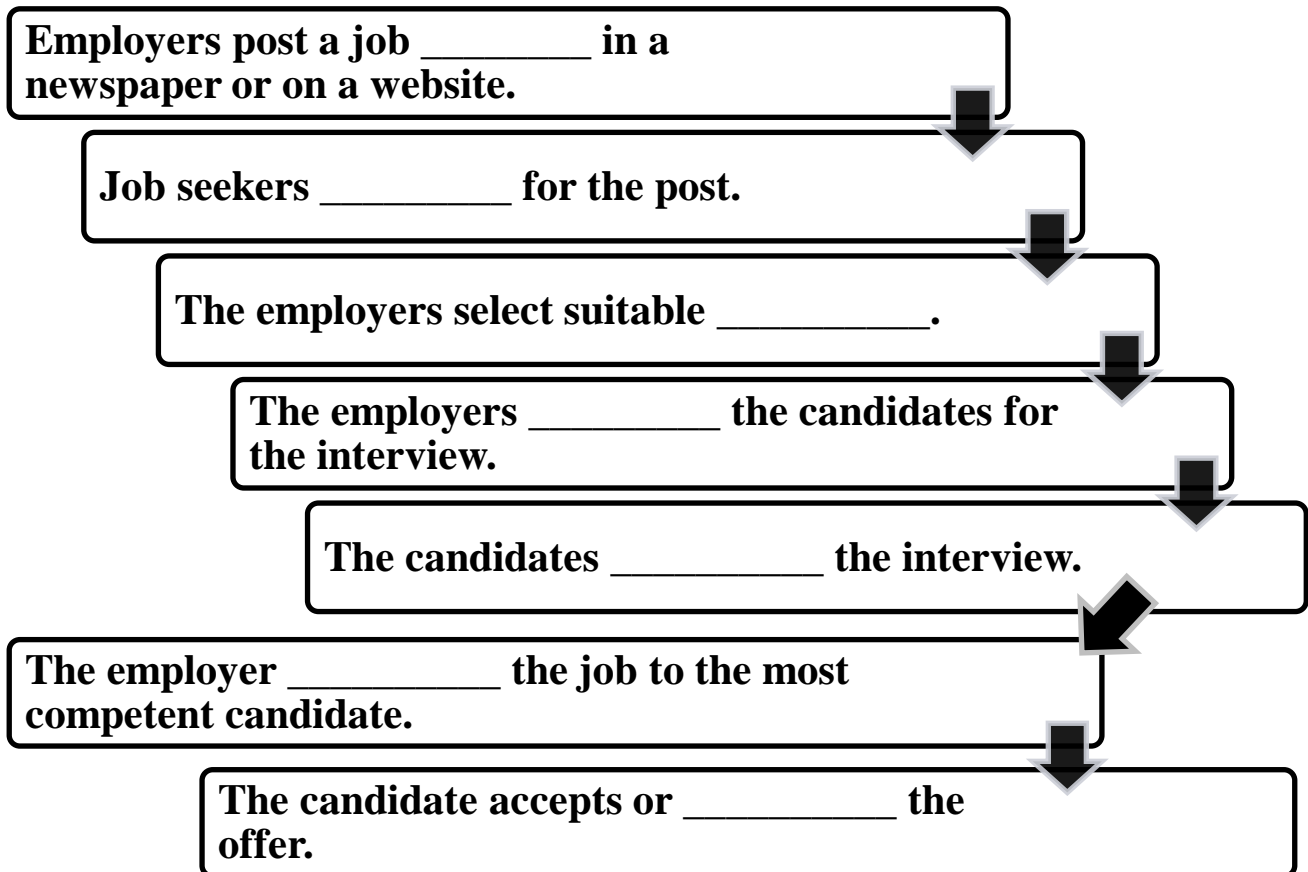 Employers post a job ________ in a
newspaper or on a website.
Job seekers _________ for the post.
The employers select suitable __________.
The employers _________ the candidates for
the interview.
The candidates __________ the interview.
The employer __________ the job to the most
competent candidate.
The candidate accepts or __________ the
offer.